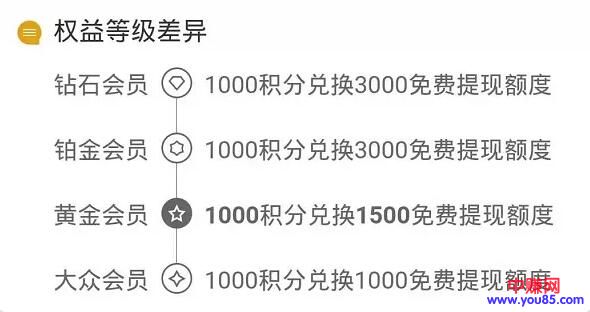 权益等级差异
钻石会员 1000积分兑换3000免费提现额度
铂金会员 1000积分兑换3000免费提现额度
黄金会员 1000积分兑换1500免费提现额度
大众会员 1000积分兑换1000免费提现额度
中赚网
www.you85.com